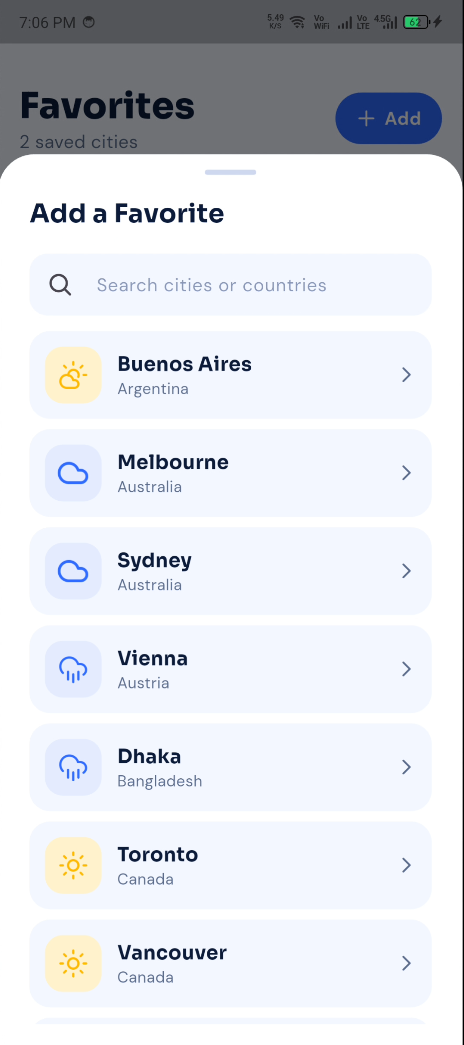 7:06 PM
5.49 K/S
Vo WiFi
Vo LTE
4.5G
62
Favorites
2 saved cities
Add
Add a Favorite
Search cities or countries
Buenos Aires
Argentina
Melbourne
Australia
Sydney
Australia
Vienna
Austria
Dhaka
Bangladesh
Toronto
Canada
Vancouver
Canada